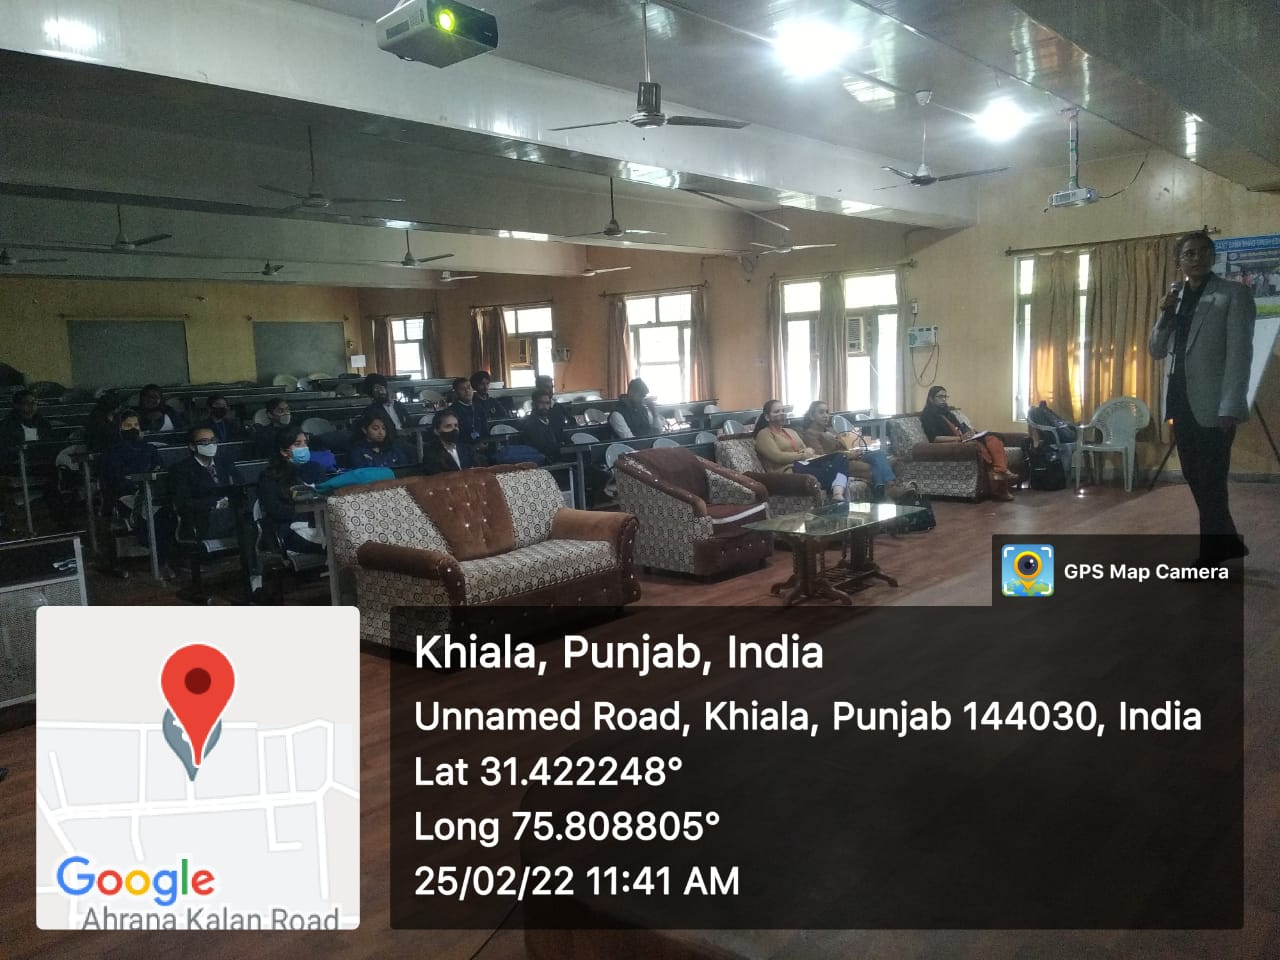 GPS Map Camera
Khiala, Punjab, India
Unnamed Road, Khiala, Punjab 144030, India
Lat 31.422248°
Long 75.808805°
25/02/22 11:41 AM
Google
Ahrana Kalan Road